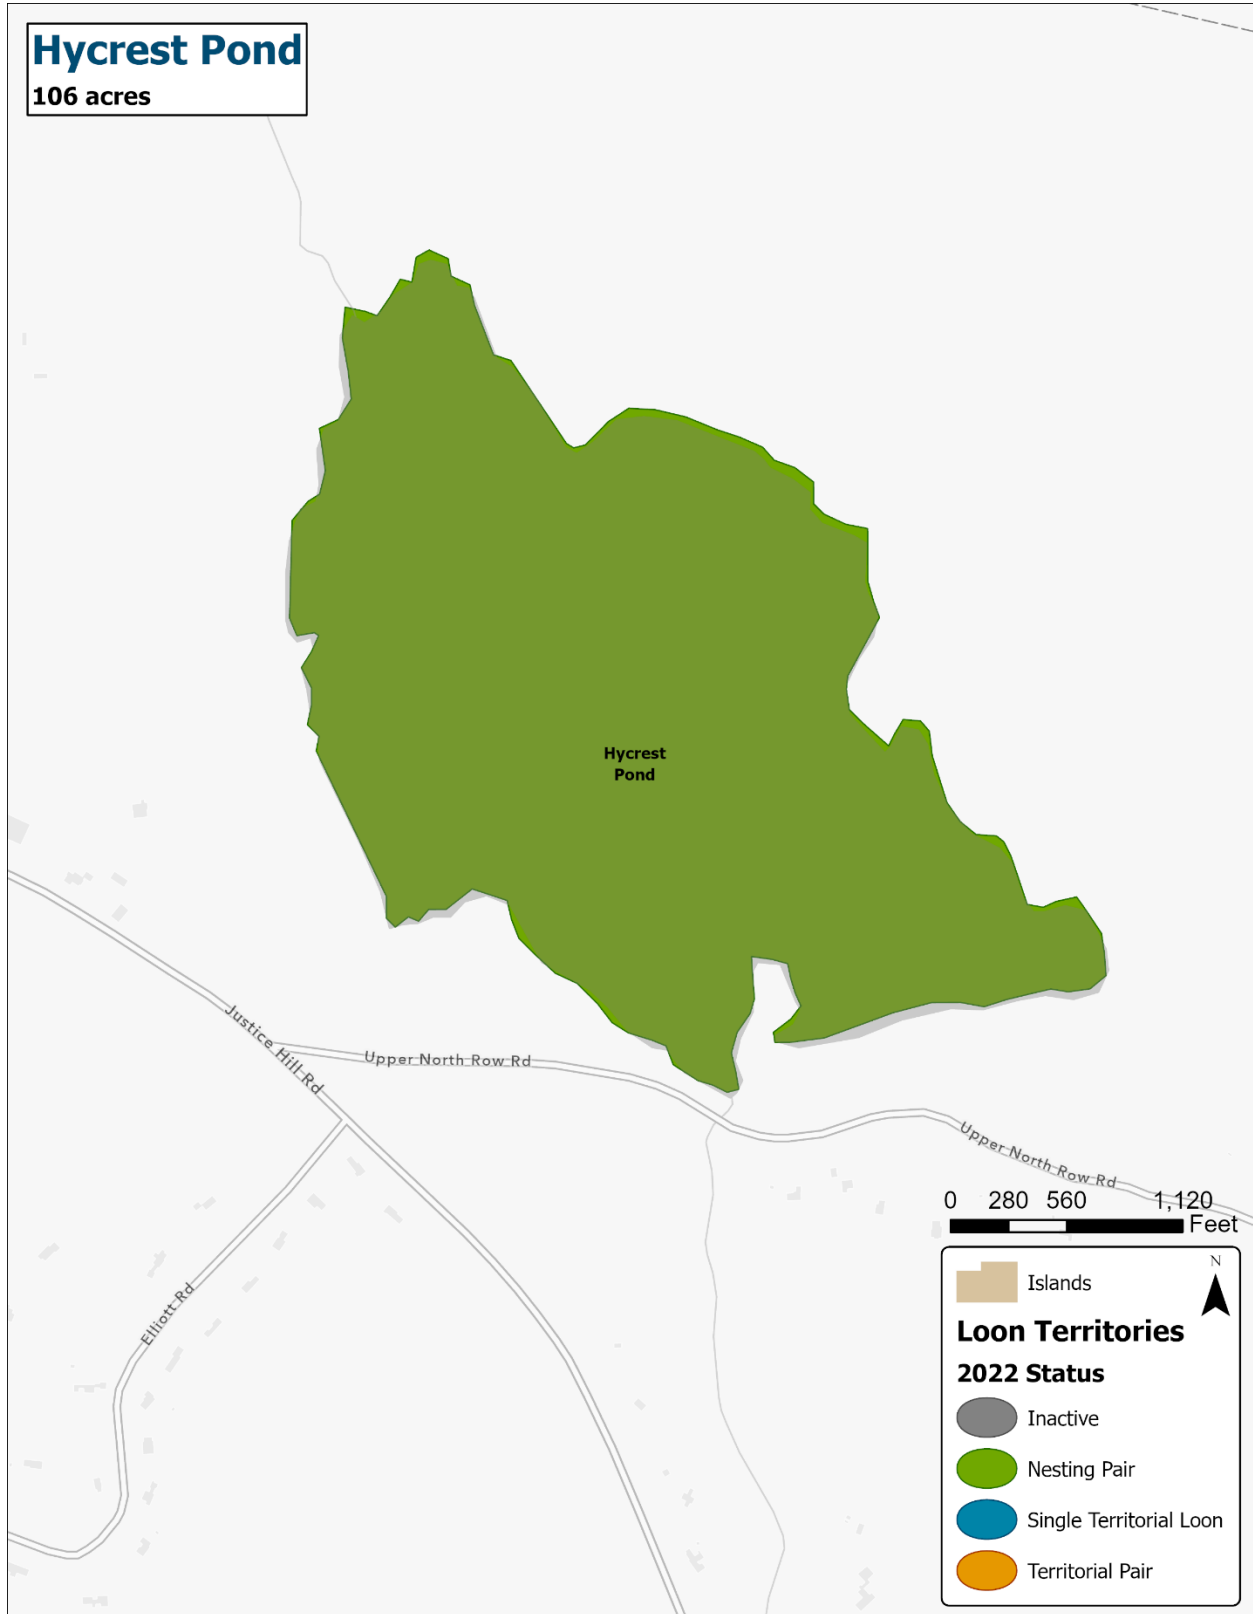 Hycrest Pond
106 acres
Hycrest
Pond
Justice Hill Rd
Upper North Row Rd
Upper North Row Rd
Elliott Rd
0 280 560 1,120
Feet
N
Islands
Loon Territories
2022 Status
Inactive
Nesting Pair
Single Territorial Loon
Territorial Pair